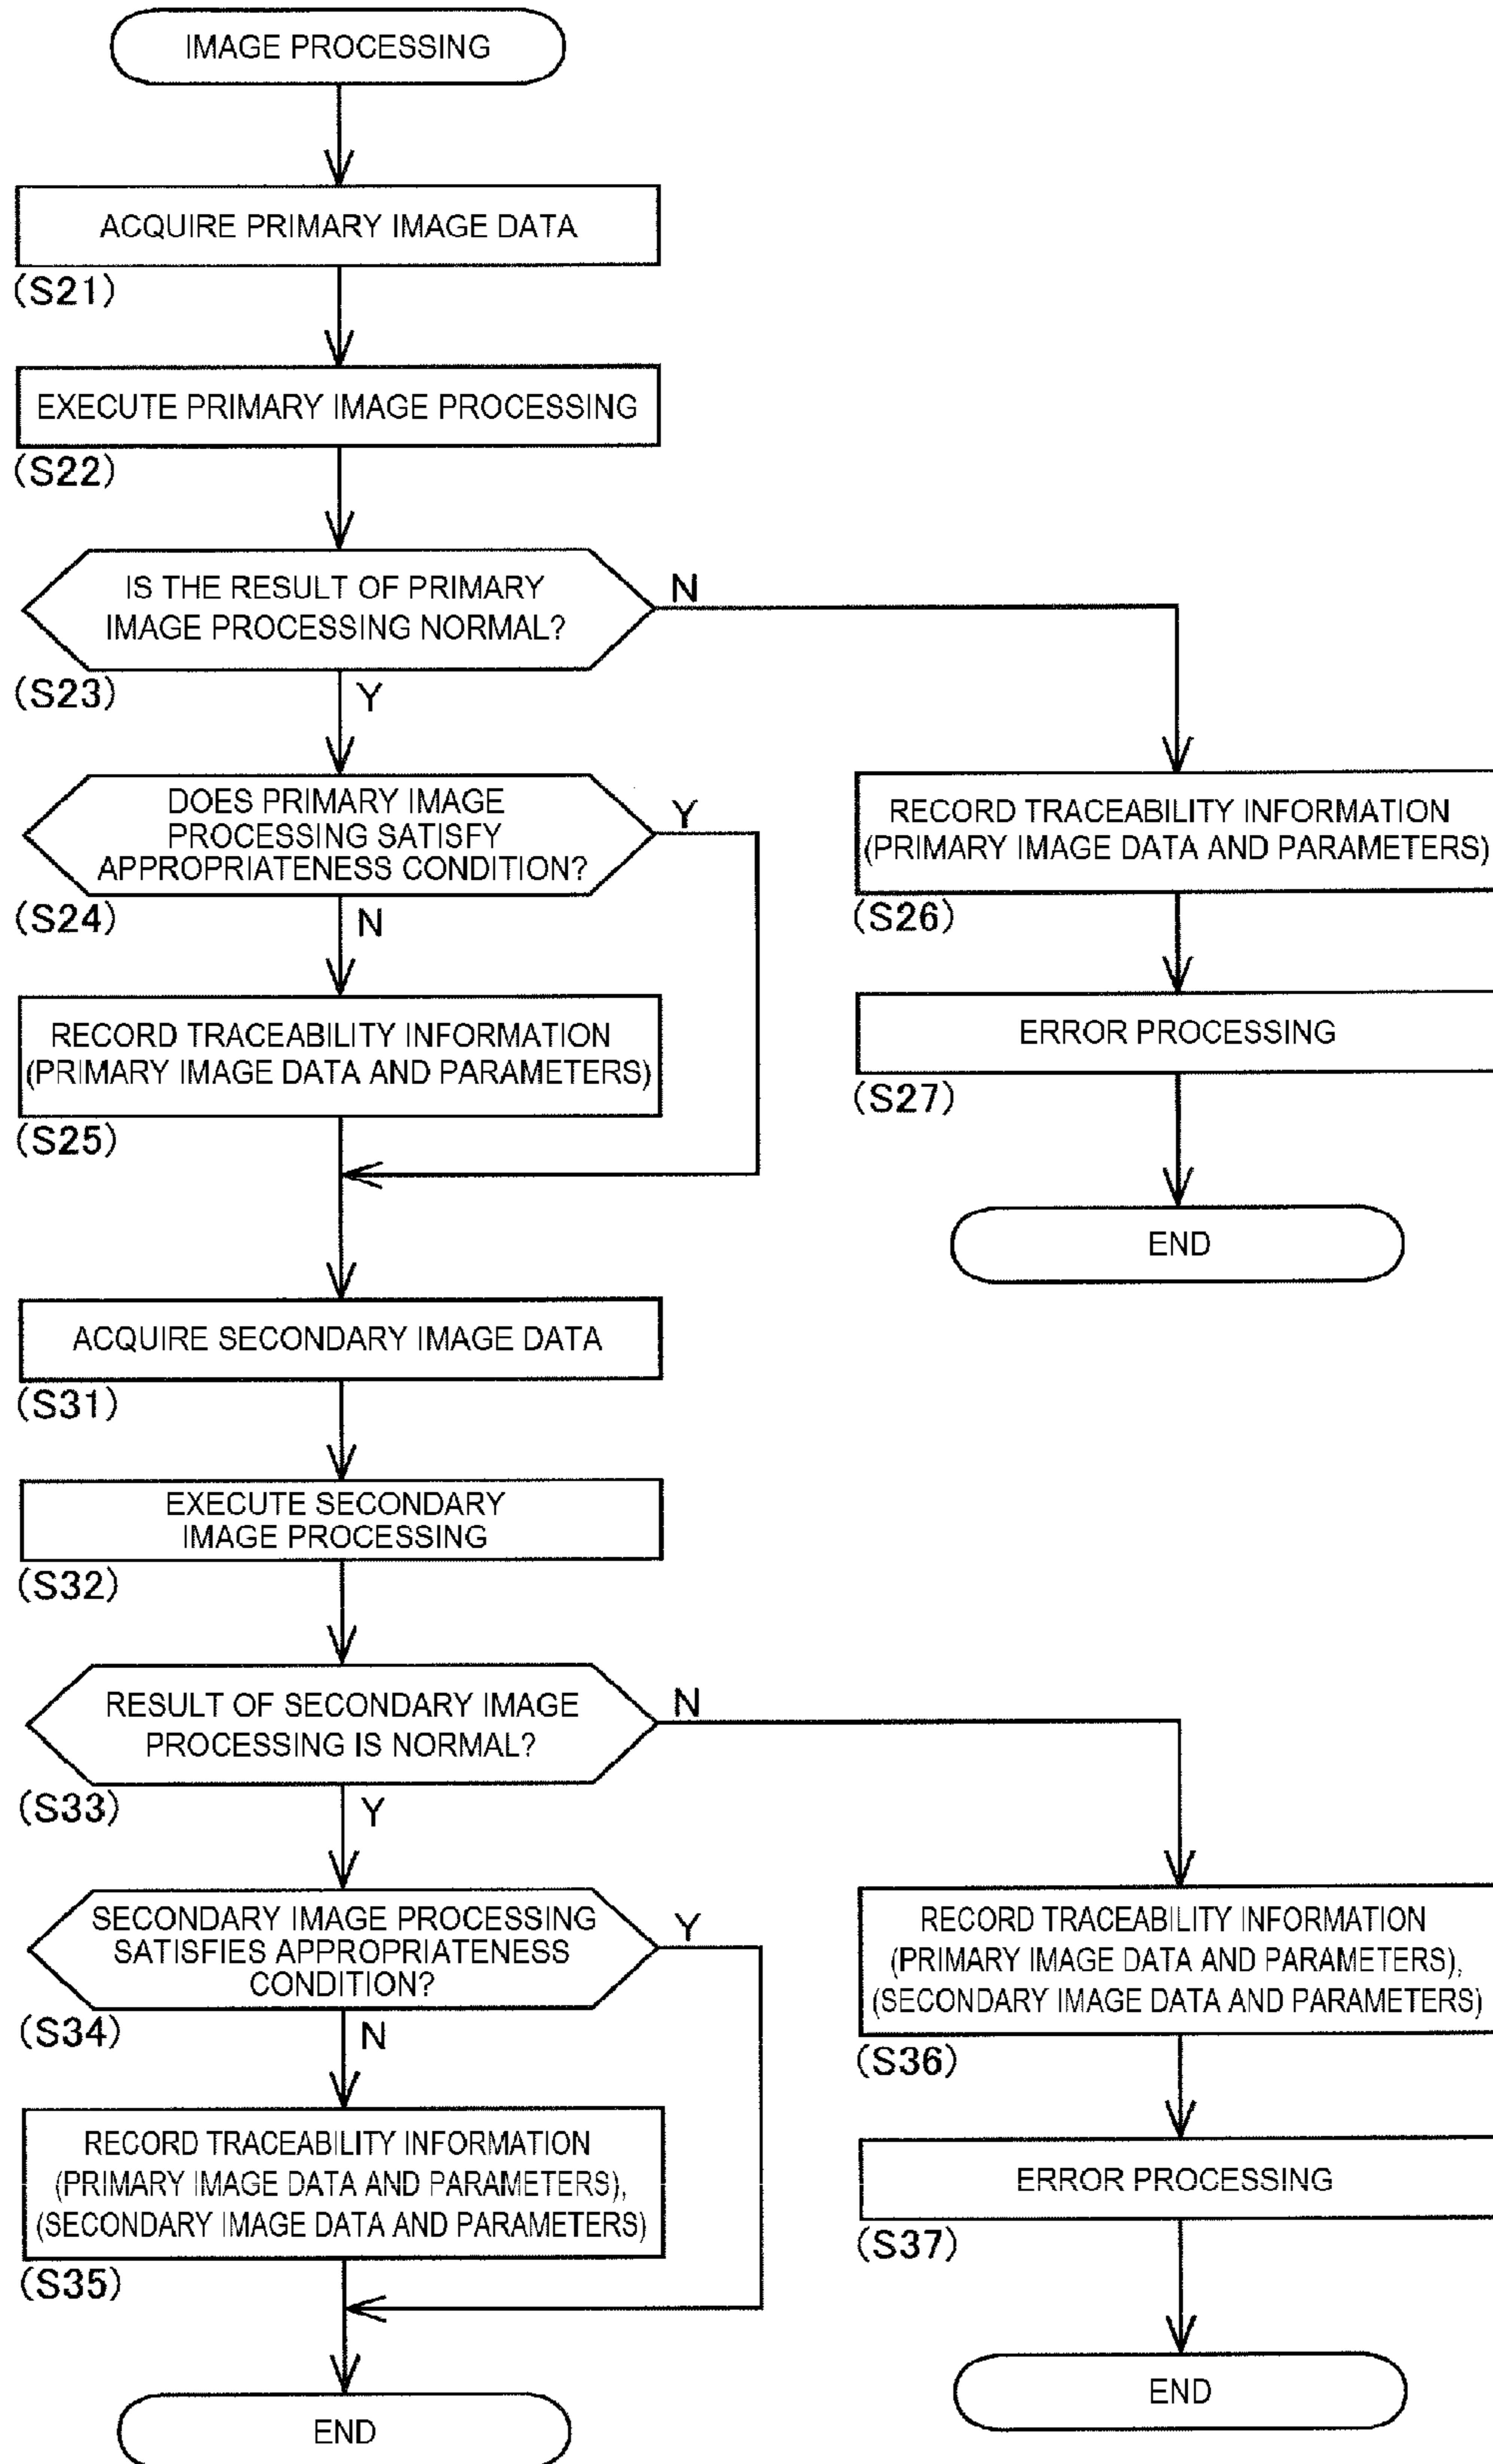 IMAGE PROCESSING
ACQUIRE PRIMARY IMAGE DATA
(S21)
EXECUTE PRIMARY IMAGE PROCESSING
(S22)
IS THE RESULT OF PRIMARY
IMAGE PROCESSING NORMAL?
N
(S23)
Y
DOES PRIMARY IMAGE
PROCESSING SATISFY
APPROPRIATENESS CONDITION?
Y
(S24)
N
RECORD TRACEABILITY INFORMATION
(PRIMARY IMAGE DATA AND PARAMETERS)
(S25)
RECORD TRACEABILITY INFORMATION
(PRIMARY IMAGE DATA AND PARAMETERS)
(S26)
ERROR PROCESSING
(S27)
END
ACQUIRE SECONDARY IMAGE DATA
(S31)
EXECUTE SECONDARY
IMAGE PROCESSING
(S32)
RESULT OF SECONDARY IMAGE
PROCESSING IS NORMAL?
N
(S33)
Y
SECONDARY IMAGE PROCESSING
SATISFIES APPROPRIATENESS
CONDITION?
Y
(S34)
N
RECORD TRACEABILITY INFORMATION
(PRIMARY IMAGE DATA AND PARAMETERS),
(SECONDARY IMAGE DATA AND PARAMETERS)
(S35)
END
RECORD TRACEABILITY INFORMATION
(PRIMARY IMAGE DATA AND PARAMETERS),
(SECONDARY IMAGE DATA AND PARAMETERS)
(S36)
ERROR PROCESSING
(S37)
END